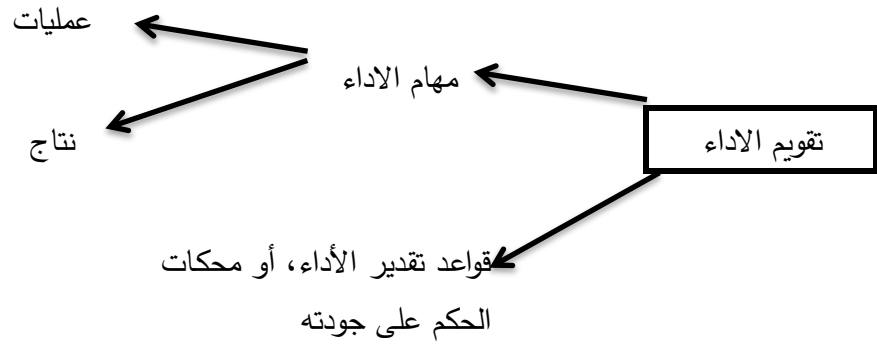 عمليات
مهام الاداء
تقويم الاداء
نتاج
قواعد تقدير الأداء، أو محكات
الحكم على جودته